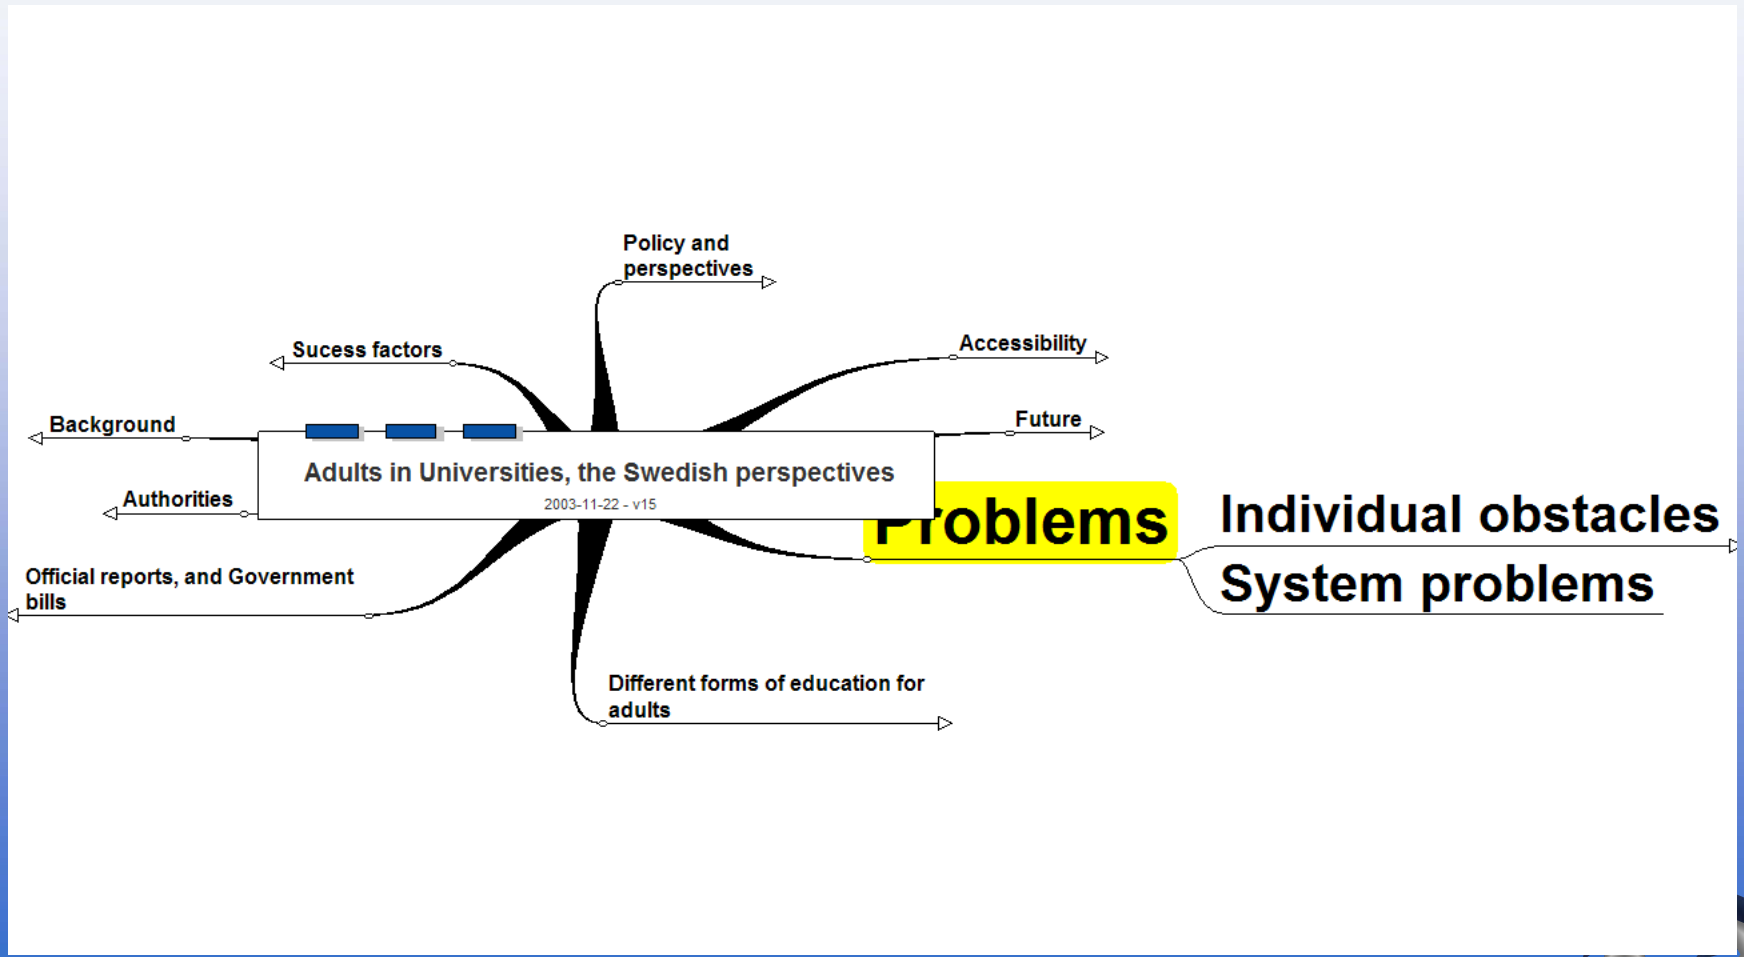 Policy and
perspectives
Sucess factors
Accessibility
Background
Future
Adults in Universities, the Swedish perspectives
2003-11-22 - v15
Authorities
Problems
Individual obstacles
System problems
Official reports, and Government
bills
Different forms of education for
adults